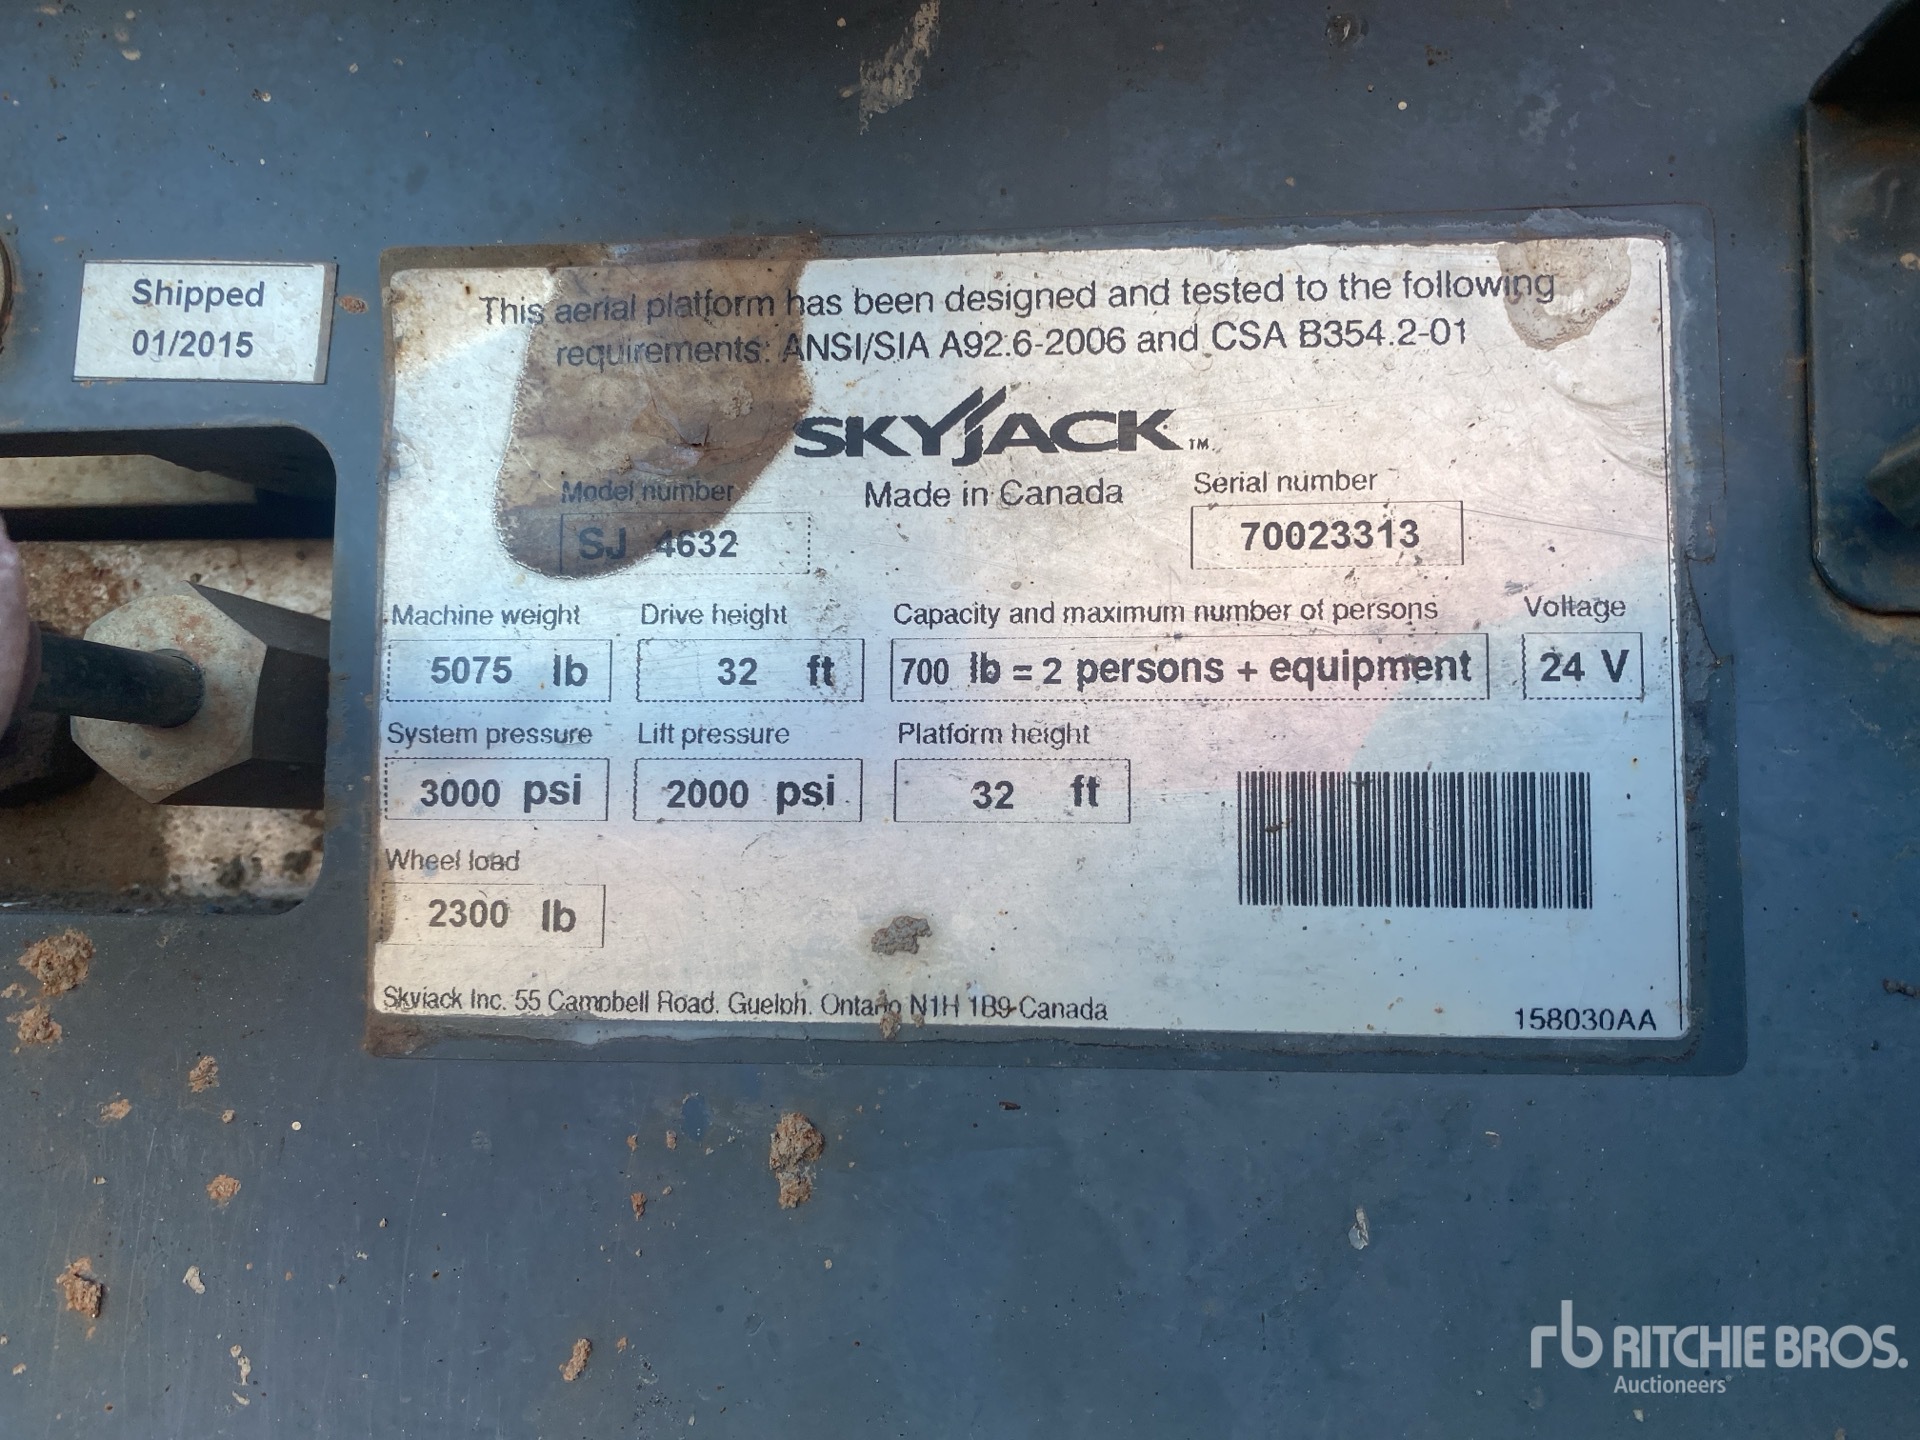 Shipped
01/2015
This aerial platform has been designed and tested to the following
requirements: ANSI/SIA A92.6-2006 and CSA B354.2-01
SKYJACK TM
Model number
Made in Canada
Serial number
SJ 4632
70023313
Machine weight
Drive height
Capacity and maximum number of persons
Voltage
5075 lb
32 ft
700 lb = 2 persons + equipment
24 V
System pressure
Lift pressure
Platform height
3000 psi
2000 psi
32 ft
Wheel load
2300 lb
Skyjack Inc. 55 Campbell Road. Guelph. Ontario N1H 1B9 Canada
158030AA
rb RITCHIE BROS.
Auctioneers